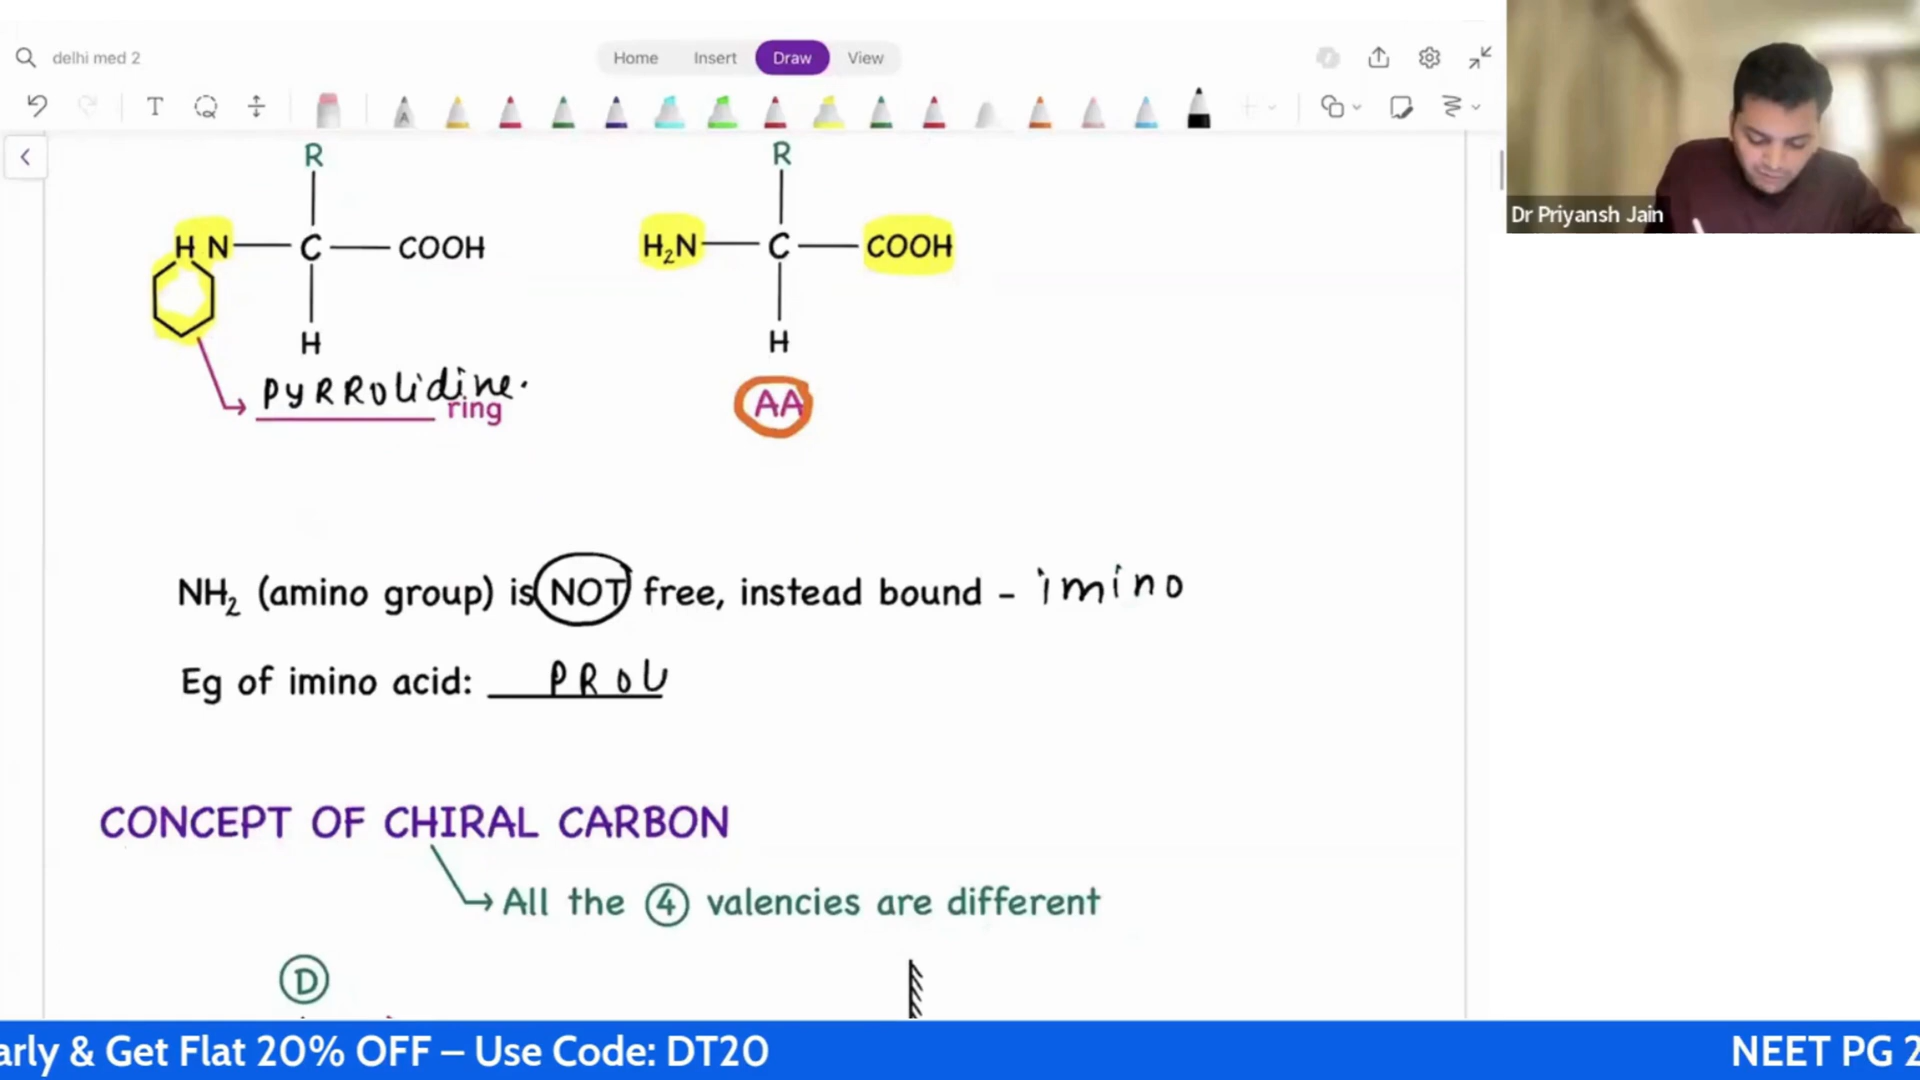 delhi med 2
Home Insert Draw View
T
A
R R
H N C COOH H₂N C COOH
H H
PYRROLidine.
ring
AA
NH₂ (amino group) is NOT free, instead bound - imino
Eg of imino acid: PROL
CONCEPT OF CHIRAL CARBON
All the 4 valencies are different
D
Dr Priyansh Jain
arly & Get Flat 20% OFF – Use Code: DT20 NEET PG 2